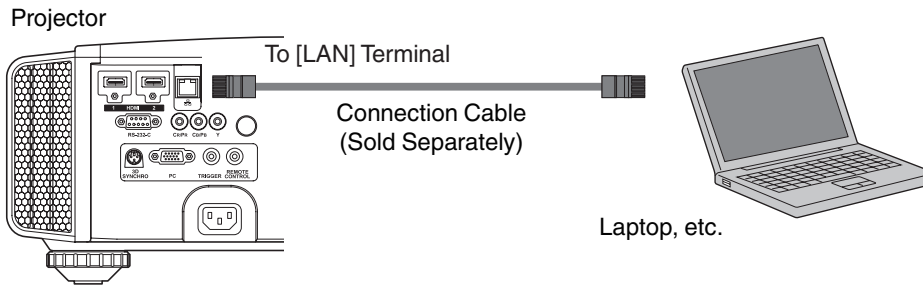 Projector
To [LAN] Terminal
Connection Cable
(Sold Separately)
Laptop, etc.
1 HDMI 2
RS-232-C CR/PR CB/PB Y
3D
SYNCHRO PC TRIGGER REMOTE
CONTROL